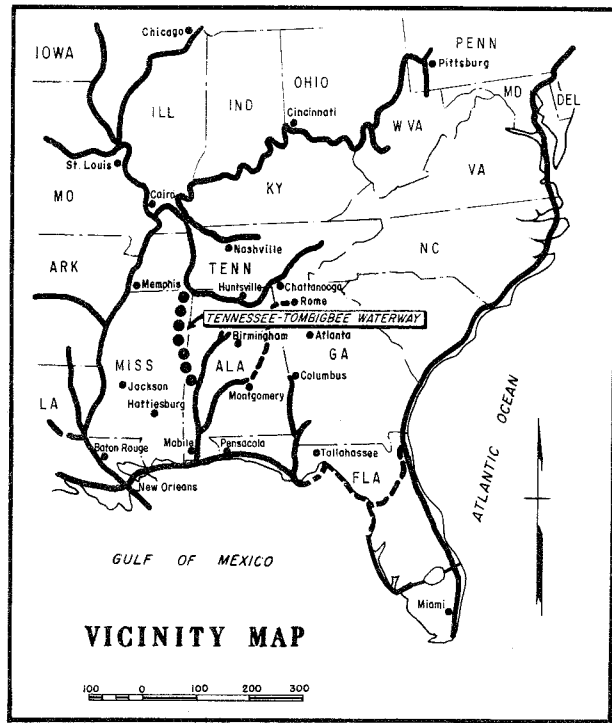 Chicago
IOWA
PENN
Pittsburg
OHIO
IND
ILL
MD
DEL
Cincinnati
W VA
St. Louis
VA
KY
MO
Cairo
Nashville
NC
TENN
ARK
Memphis
Huntsville
Chattanooga
Rome
TENNESSEE-TOMBIGBEE WATERWAY
Birmingham
Atlanta
GA
MISS
ALA
Columbus
Jackson
Montgomery
LA
Hattiesburg
Mobile
Pensacola
Tallahassee
Baton Rouge
FLA
New Orleans
ATLANTIC OCEAN
GULF OF MEXICO
Miami
VICINITY MAP
100 0 100 200 300